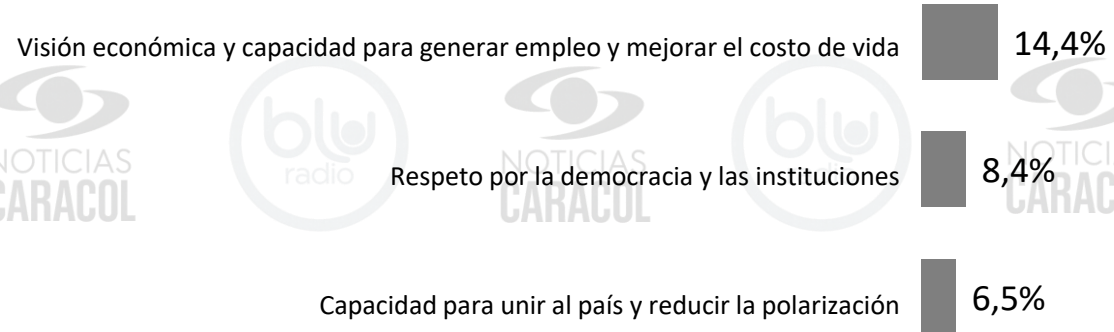 Visión económica y capacidad para generar empleo y mejorar el costo de vida 14,4%
Respeto por la democracia y las instituciones 8,4%
Capacidad para unir al país y reducir la polarización 6,5%
NOTICIAS
CARACOL
blu
radio
NOTICIAS
CARACOL
blu